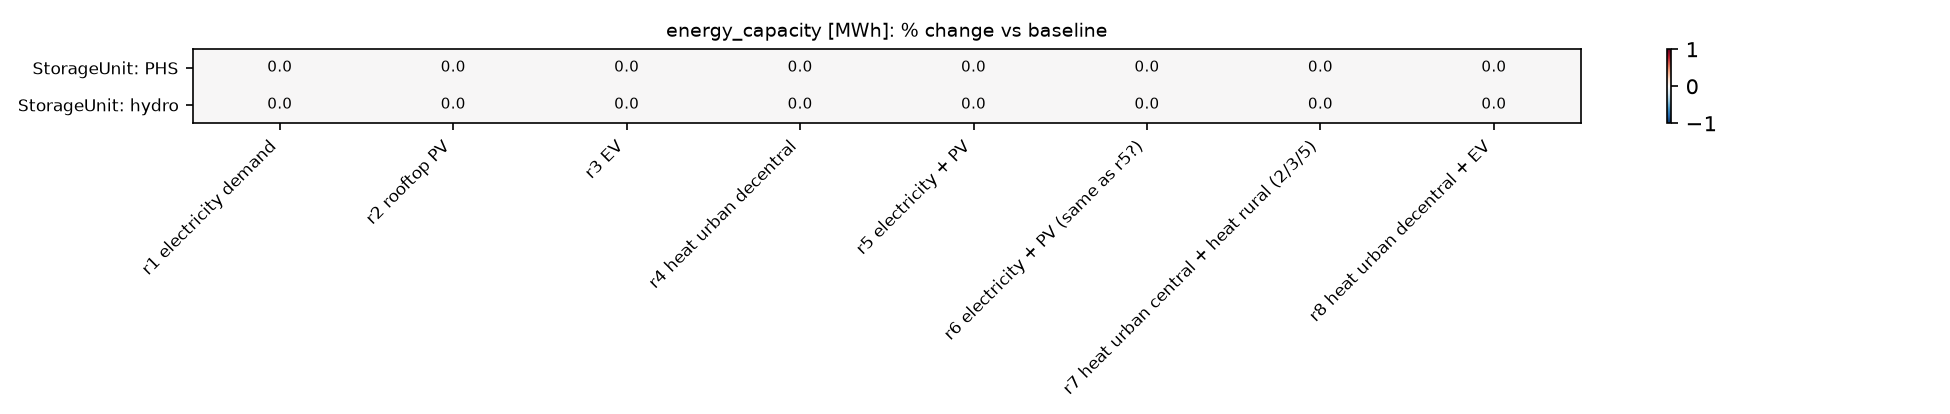 energy_capacity [MWh]: % change vs baseline
StorageUnit: PHS 0.0 0.0 0.0 0.0 0.0 0.0 0.0 0.0
StorageUnit: hydro 0.0 0.0 0.0 0.0 0.0 0.0 0.0 0.0
1
0
−1
r1 electricity demand
r2 rooftop PV
r3 EV
r4 heat urban decentral
r5 electricity + PV
r6 electricity + PV (same as r5?)
r7 heat urban central + heat rural (2/3/5)
r8 heat urban decentral + EV